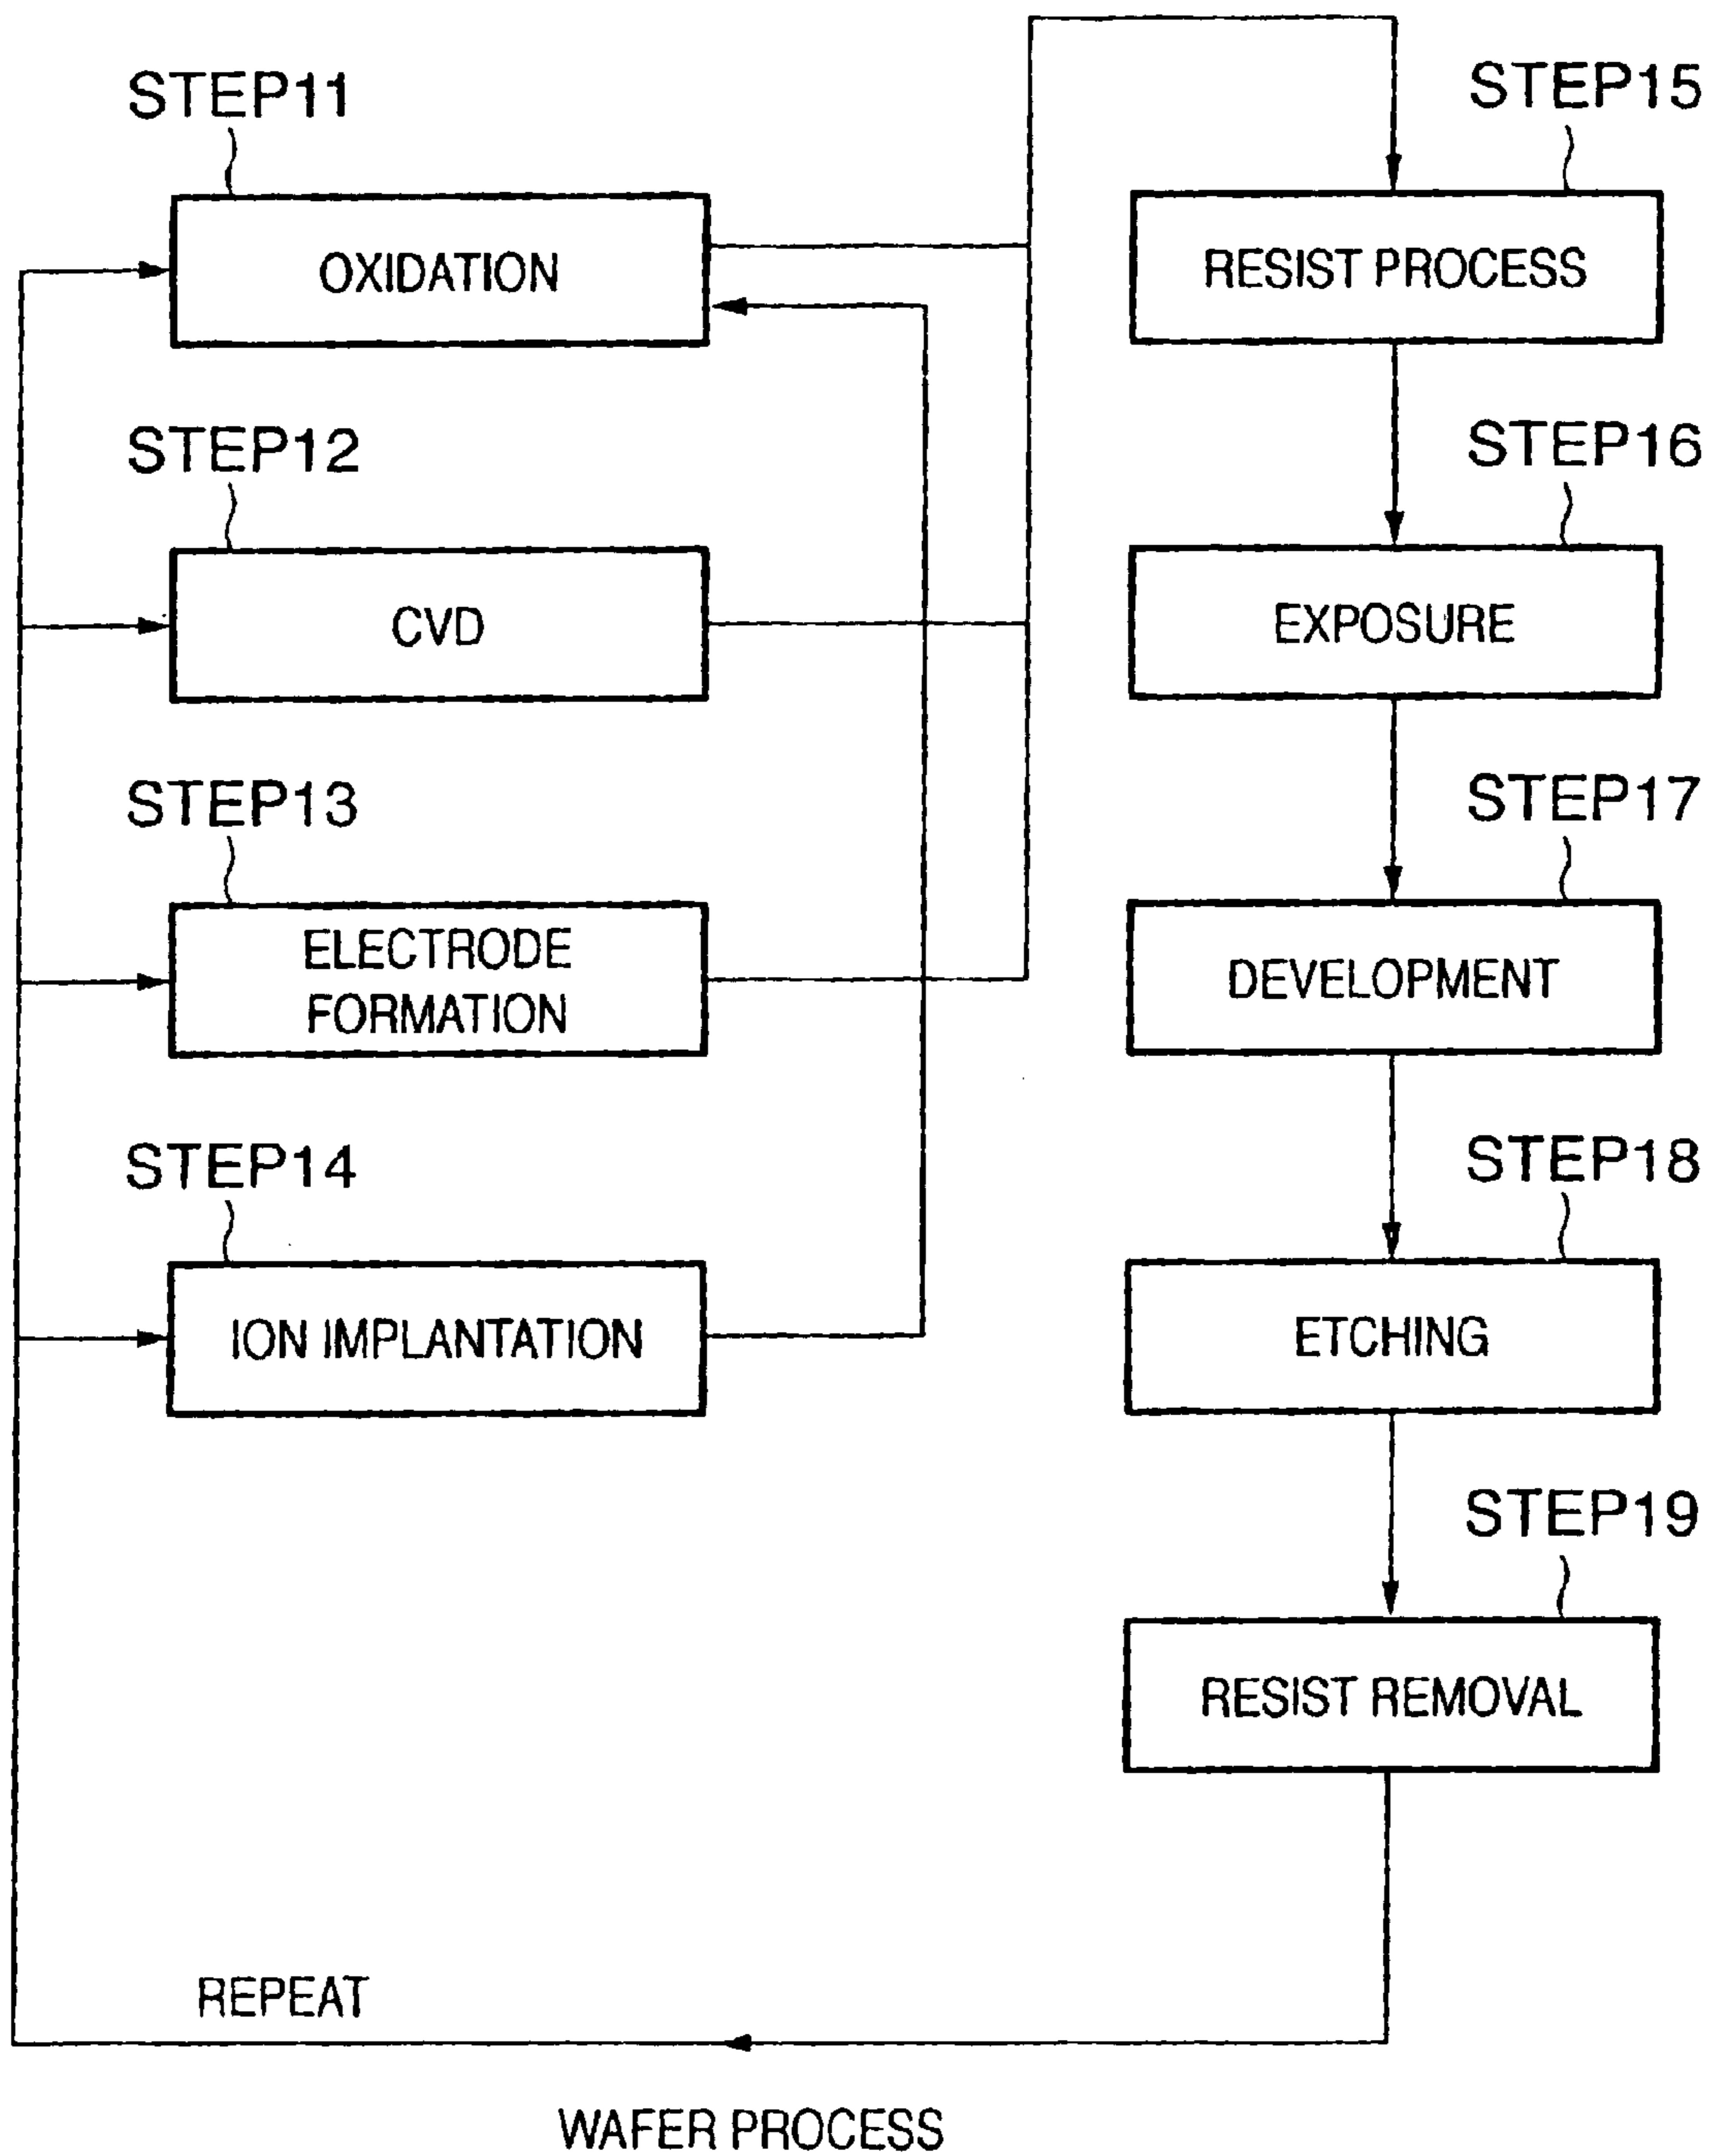 STEP11
OXIDATION
STEP12
CVD
STEP13
ELECTRODE
FORMATION
STEP14
ION IMPLANTATION
STEP15
RESIST PROCESS
STEP16
EXPOSURE
STEP17
DEVELOPMENT
STEP18
ETCHING
STEP19
RESIST REMOVAL
REPEAT
WAFER PROCESS